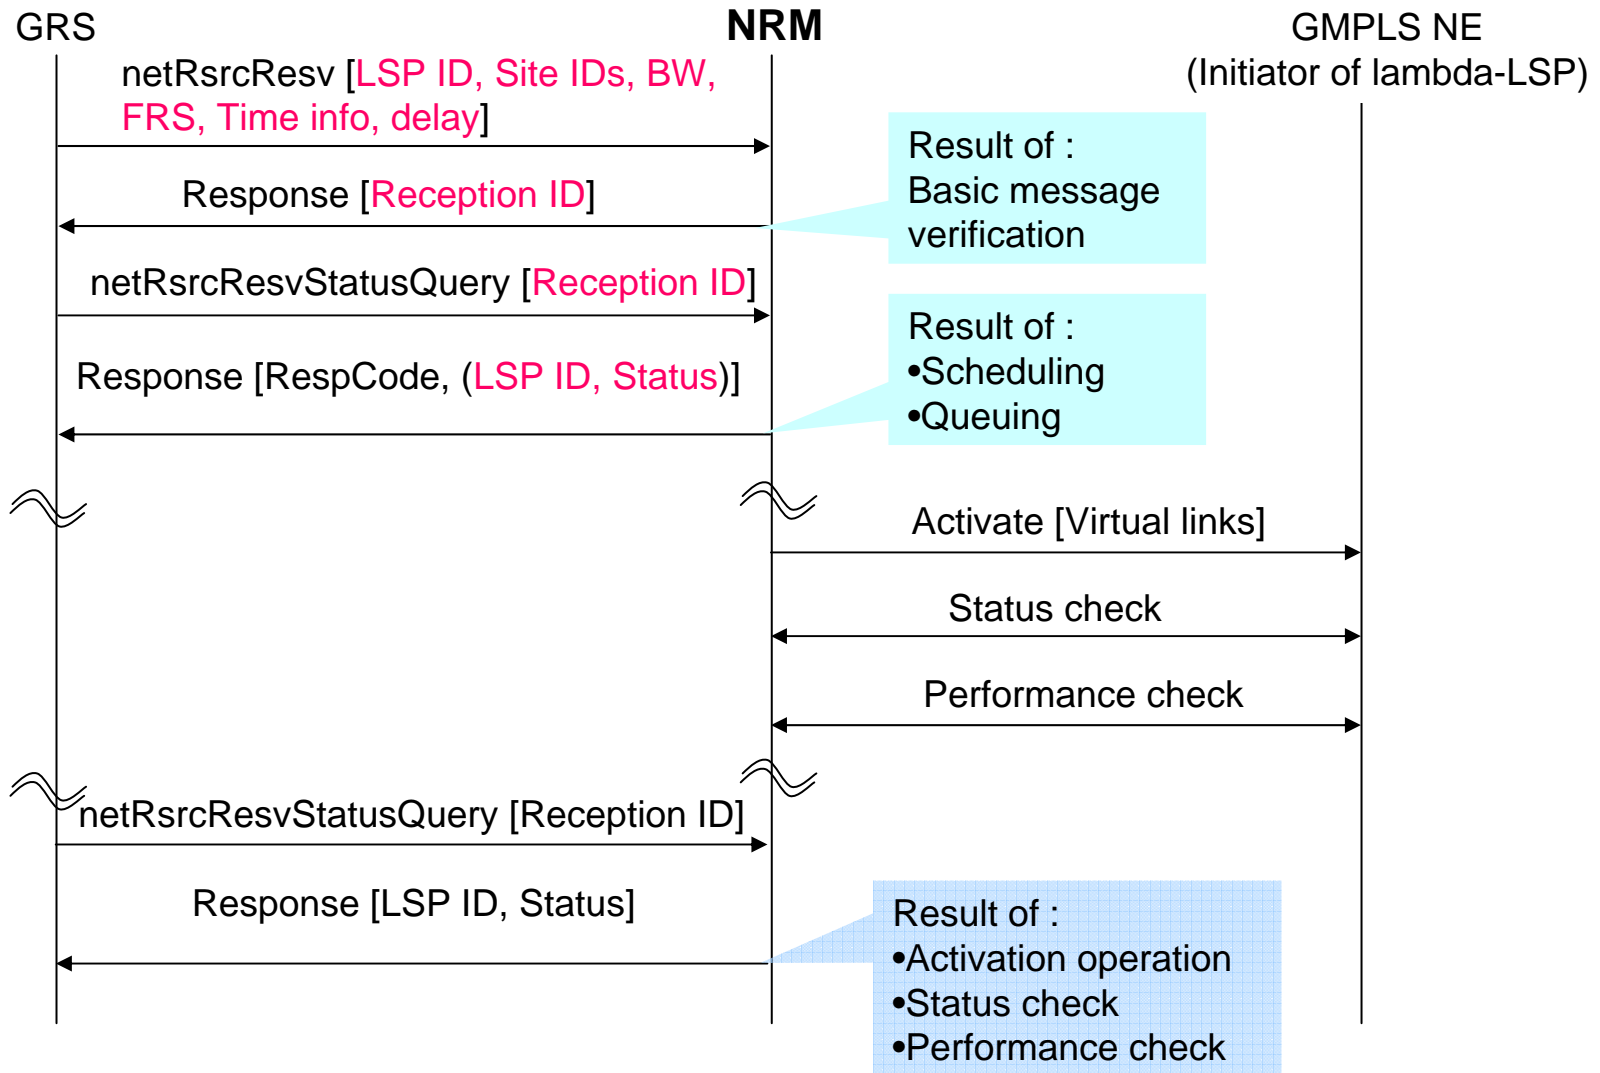 GRS
NRM
GMPLS NE
(Initiator of lambda-LSP)
netRsrcResv [LSP ID, Site IDs, BW,
FRS, Time info, delay]
Result of :
Basic message
verification
Response [Reception ID]
netRsrcResvStatusQuery [Reception ID]
Result of :
•Scheduling
•Queuing
Response [RespCode, (LSP ID, Status)]
Activate [Virtual links]
Status check
Performance check
netRsrcResvStatusQuery [Reception ID]
Response [LSP ID, Status]
Result of :
•Activation operation
•Status check
•Performance check